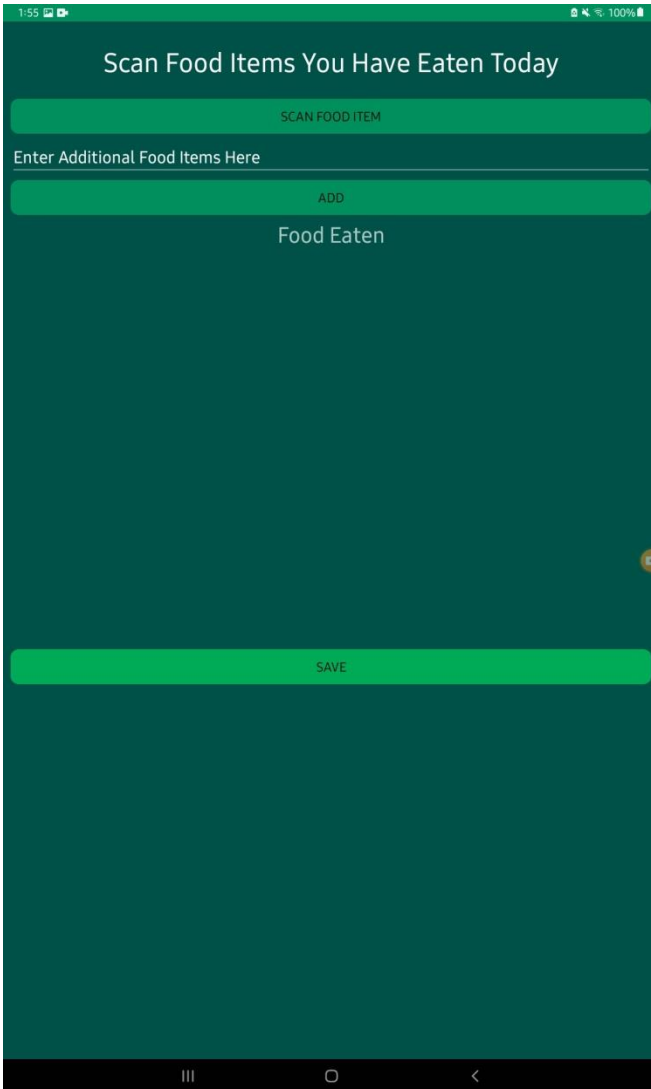 1:55 100%
Scan Food Items You Have Eaten Today
SCAN FOOD ITEM
Enter Additional Food Items Here
ADD
Food Eaten
SAVE